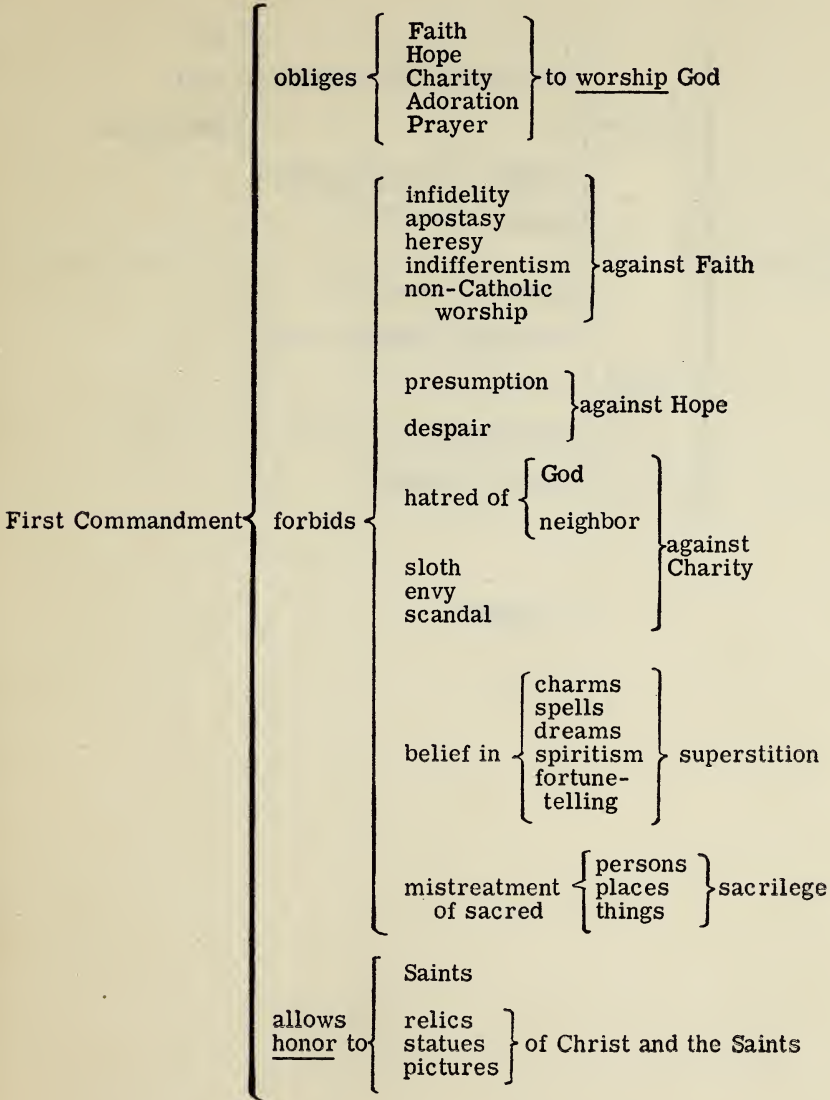 Faith
Hope
obliges Charity to worship God
Adoration
Prayer
infidelity
apostasy
heresy
indifferentism against Faith
non-Catholic
worship
presumption
against Hope
despair
God
hatred of
neighbor
First Commandment forbids
against
sloth Charity
envy
scandal
charms
spells
dreams
belief in spiritism superstition
fortune-
telling
persons
mistreatment places sacrilege
of sacred things
Saints
allows relics
honor to statues of Christ and the Saints
pictures